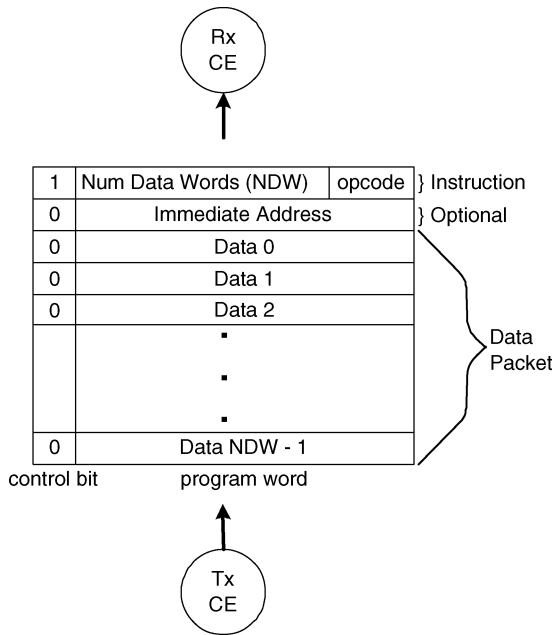 Rx
CE
1 Num Data Words (NDW) opcode } Instruction
0 Immediate Address } Optional
0 Data 0
0 Data 1
0 Data 2
Data
Packet
0 Data NDW - 1
control bit program word
Tx
CE